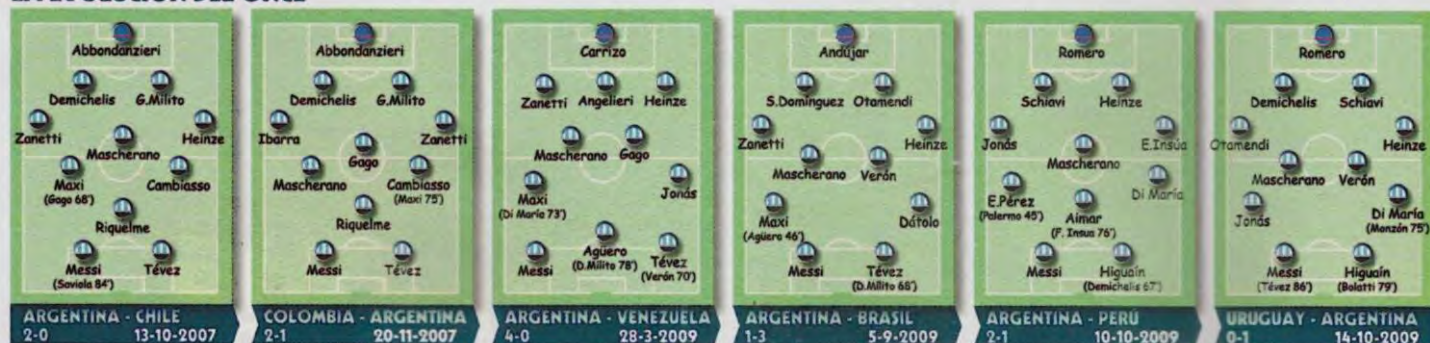 Abbondanzieri
Demichelis G.Milito
Zanetti Heinze
Mascherano
Maxi Cambiasso
(Gago 68')
Riquelme
Messi Tévez
(Saviola 84')
ARGENTINA - CHILE
2-0 13-10-2007
Abbondanzieri
Demichelis G.Milito
Ibarra Zanetti
Gago
Mascherano Cambiasso
(Maxi 75')
Riquelme
Messi Tévez
COLOMBIA - ARGENTINA
2-1 20-11-2007
Carrizo
Zanetti Angelieri Heinze
Mascherano Gago
Maxi Jonás
(Di María 73')
Agüero
(D.Milito 78')
Messi Tévez
(Verón 70')
ARGENTINA - VENEZUELA
4-0 28-3-2009
Andújar
S.Domínguez Otamendi
Zanetti Heinze
Mascherano Verón
Maxi Dátolo
(Agüero 46')
Messi Tévez
(D.Milito 68')
ARGENTINA - BRASIL
1-3 5-9-2009
Romero
Schiavi Heinze
Jonás E.Insúa
Mascherano
E.Pérez Di María
(Palermo 45')
Aimar
(F. Insua 76')
Messi Higuaín
(Demichelis 67')
ARGENTINA - PERÚ
2-1 10-10-2009
Romero
Demichelis Schiavi
Otamendi Heinze
Mascherano Verón
Jonás Di María
(Monzón 75')
Messi Higuaín
(Tévez 86') (Bolatti 79')
URUGUAY - ARGENTINA
0-1 14-10-2009